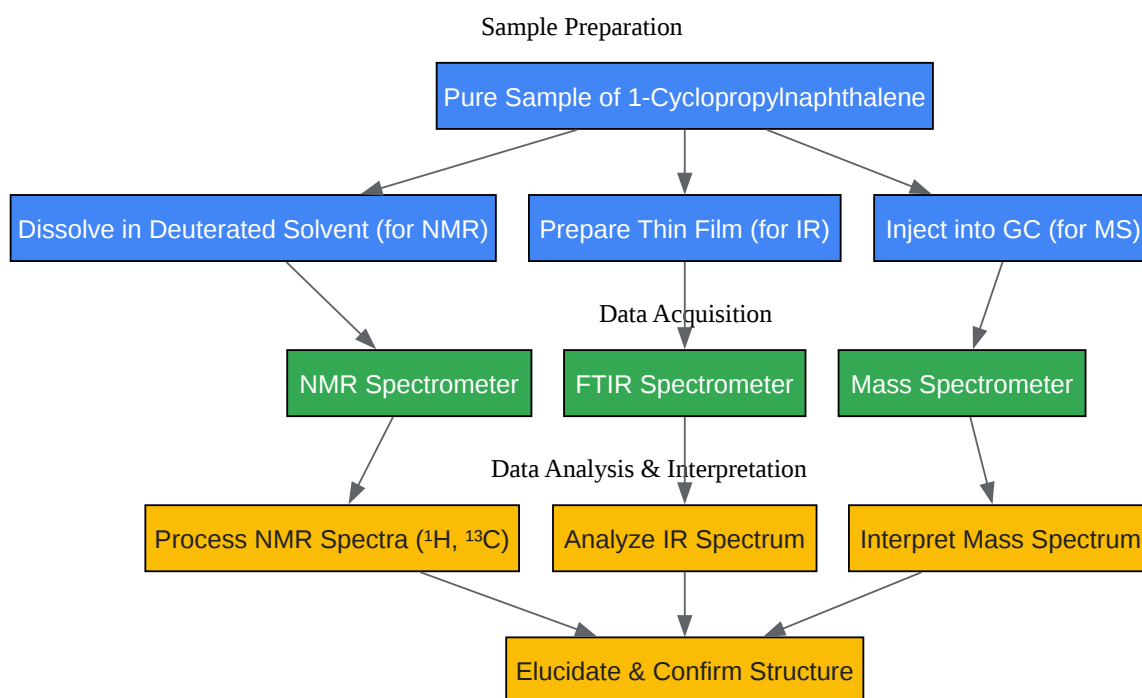 Sample Preparation
Pure Sample of 1-Cyclopropylnaphthalene
Dissolve in Deuterated Solvent (for NMR)
Prepare Thin Film (for IR)
Inject into GC (for MS)
Data Acquisition
NMR Spectrometer
FTIR Spectrometer
Mass Spectrometer
Data Analysis & Interpretation
Process NMR Spectra (¹H, ¹³C)
Analyze IR Spectrum
Interpret Mass Spectrum
Elucidate & Confirm Structure